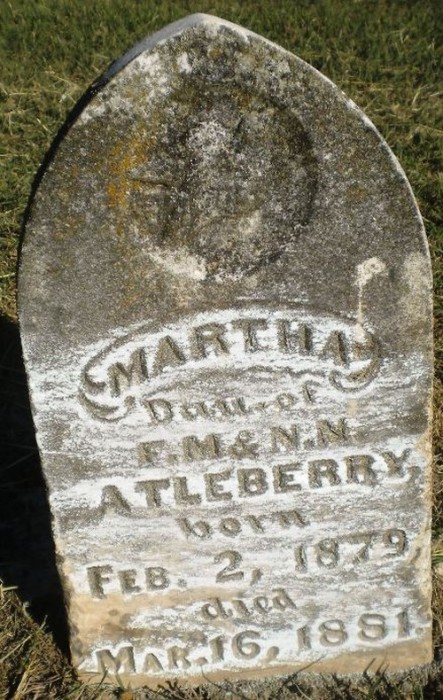 MARTHA
Dau. of
F. M & N. N.
ATLEBERRY,
born
FEB. 2, 1879,
died
MAR. 16, 1881.